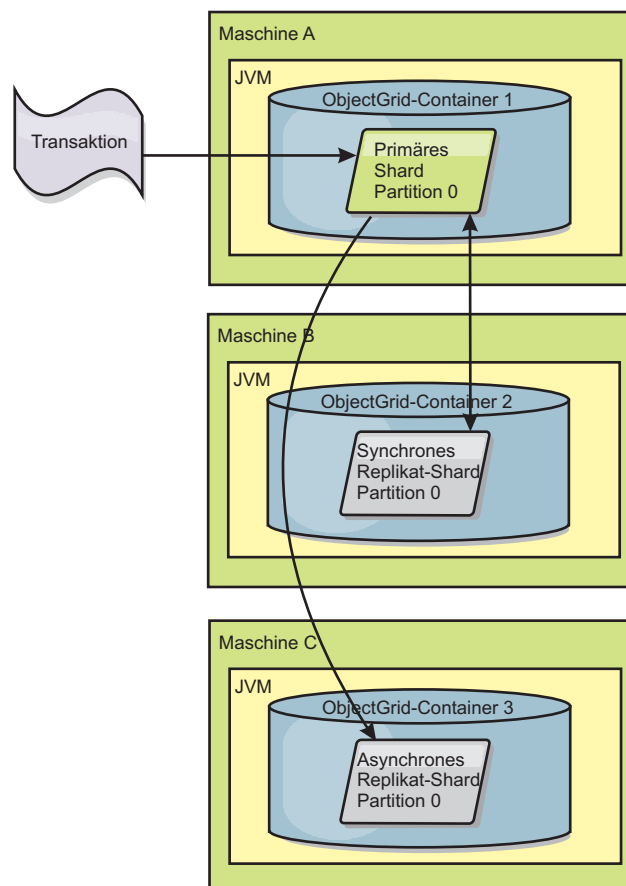 Maschine A
JVM
ObjectGrid-Container 1
Transaktion
Primäres
Shard
Partition 0
Maschine B
JVM
ObjectGrid-Container 2
Synchrones
Replikat-Shard
Partition 0
Maschine C
JVM
ObjectGrid-Container 3
Asynchrones
Replikat-Shard
Partition 0